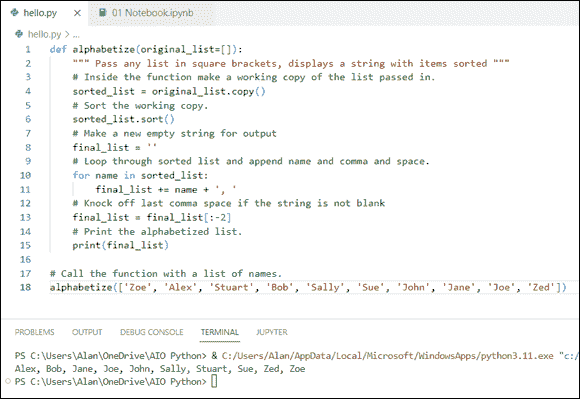 hello.py X 01 Notebook.ipynb
hello.py > ...
1 def alphabetize(original_list=[]):
2     """ Pass any list in square brackets, displays a string with items sorted """
3     # Inside the function make a working copy of the list passed in.
4     sorted_list = original_list.copy()
5     # Sort the working copy.
6     sorted_list.sort()
7     # Make a new empty string for output
8     final_list = ''
9     # Loop through sorted list and append name and comma and space.
10     for name in sorted_list:
11         final_list += name + ', '
12     # Knock off last comma space if the string is not blank
13     final_list = final_list[:-2]
14     # Print the alphabetized list.
15     print(final_list)
16
17 # Call the function with a list of names.
18 alphabetize(['Zoe', 'Alex', 'Stuart', 'Bob', 'Sally', 'Sue', 'John', 'Jane', 'Joe', 'Zed'])
PROBLEMS OUTPUT DEBUG CONSOLE TERMINAL JUPYTER
PS C:\Users\Alan\OneDrive\AIO Python> & C:/Users/Alan/AppData/Local/Microsoft/WindowsApps/python3.11.exe "c:/
Alex, Bob, Jane, Joe, John, Sally, Stuart, Sue, Zed, Zoe
PS C:\Users\Alan\OneDrive\AIO Python>